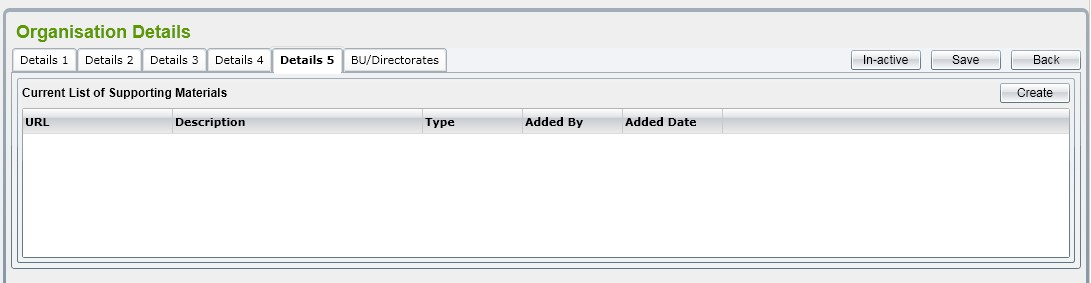 Organisation Details
Details 1 Details 2 Details 3 Details 4 Details 5 BU/Directorates In-active Save Back
Current List of Supporting Materials Create
URL Description Type Added By Added Date